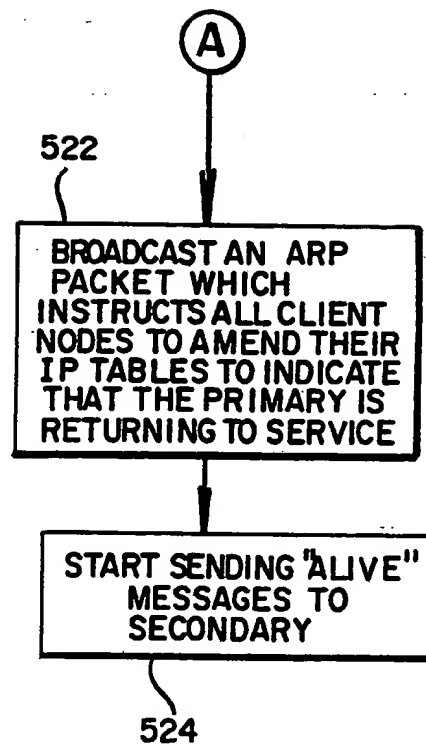 A
522
BROADCAST AN ARP
PACKET WHICH
INSTRUCTS ALL CLIENT
NODES TO AMEND THEIR
IP TABLES TO INDICATE
THAT THE PRIMARY IS
RETURNING TO SERVICE
START SENDING "ALIVE"
MESSAGES TO
SECONDARY
524